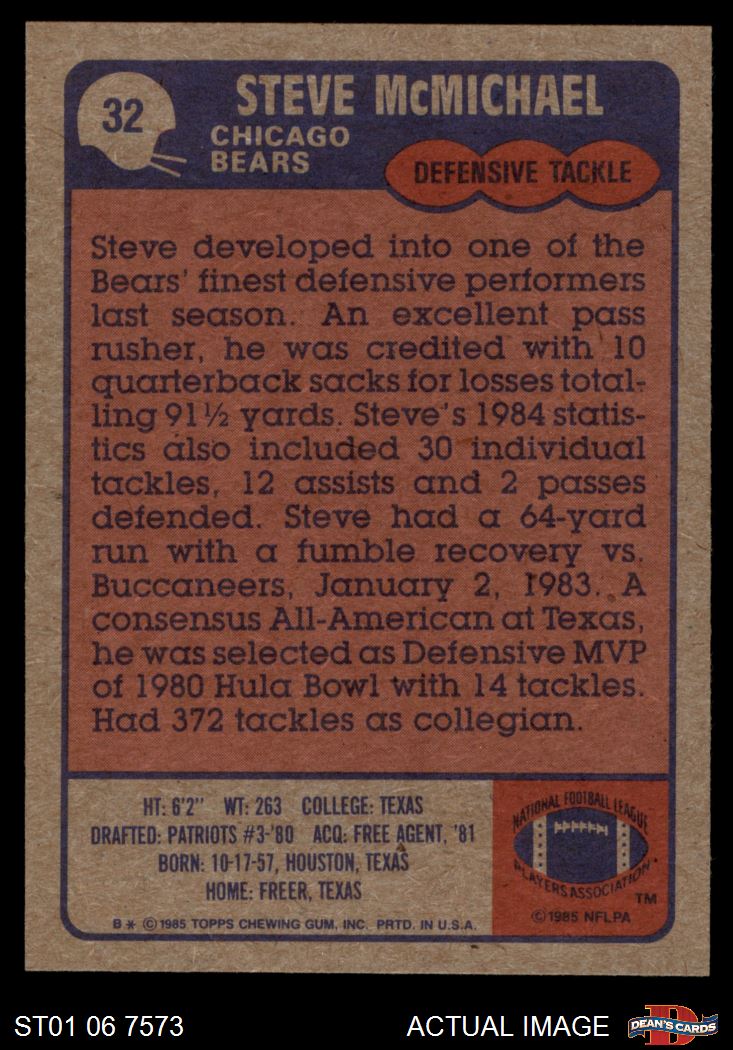 32
STEVE McMICHAEL
CHICAGO
BEARS
DEFENSIVE TACKLE
Steve developed into one of the
Bears' finest defensive performers
last season. An excellent pass
rusher, he was credited with 10
quarterback sacks for losses total-
ling 91½ yards. Steve's 1984 statis-
tics also included 30 individual
tackles, 12 assists and 2 passes
defended. Steve had a 64-yard
run with a fumble recovery vs.
Buccaneers, January 2, 1983. A
consensus All-American at Texas,
he was selected as Defensive MVP
of 1980 Hula Bowl with 14 tackles.
Had 372 tackles as collegian.
HT: 6'2" WT: 263 COLLEGE: TEXAS
DRAFTED: PATRIOTS #3-'80 ACQ: FREE AGENT, '81
BORN: 10-17-57, HOUSTON, TEXAS
HOME: FREER, TEXAS
B * © 1985 TOPPS CHEWING GUM, INC. PRTD. IN U.S.A.
NATIONAL FOOTBALL LEAGUE
PLAYERS ASSOCIATION
TM
© 1985 NFLPA
ST01 06 7573
ACTUAL IMAGE
D
DEAN'S CARDS